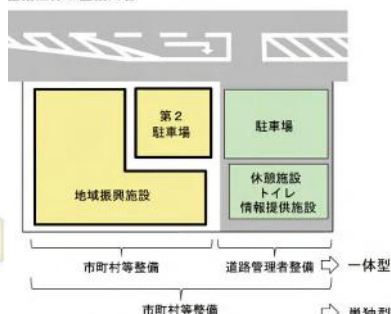 第2
駐車場
駐車場
地域振興施設
休憩施設
トイレ
情報提供施設
市町村等整備
道路管理者整備
一体型
市町村等整備
単独型